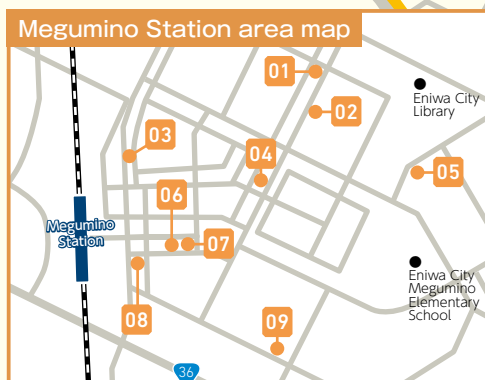 Megumino Station area map
01
02
Eniwa City
Library
03
04
05
06
07
Megumino
Station
Eniwa City
Megumino
Elementary
School
08
09
36